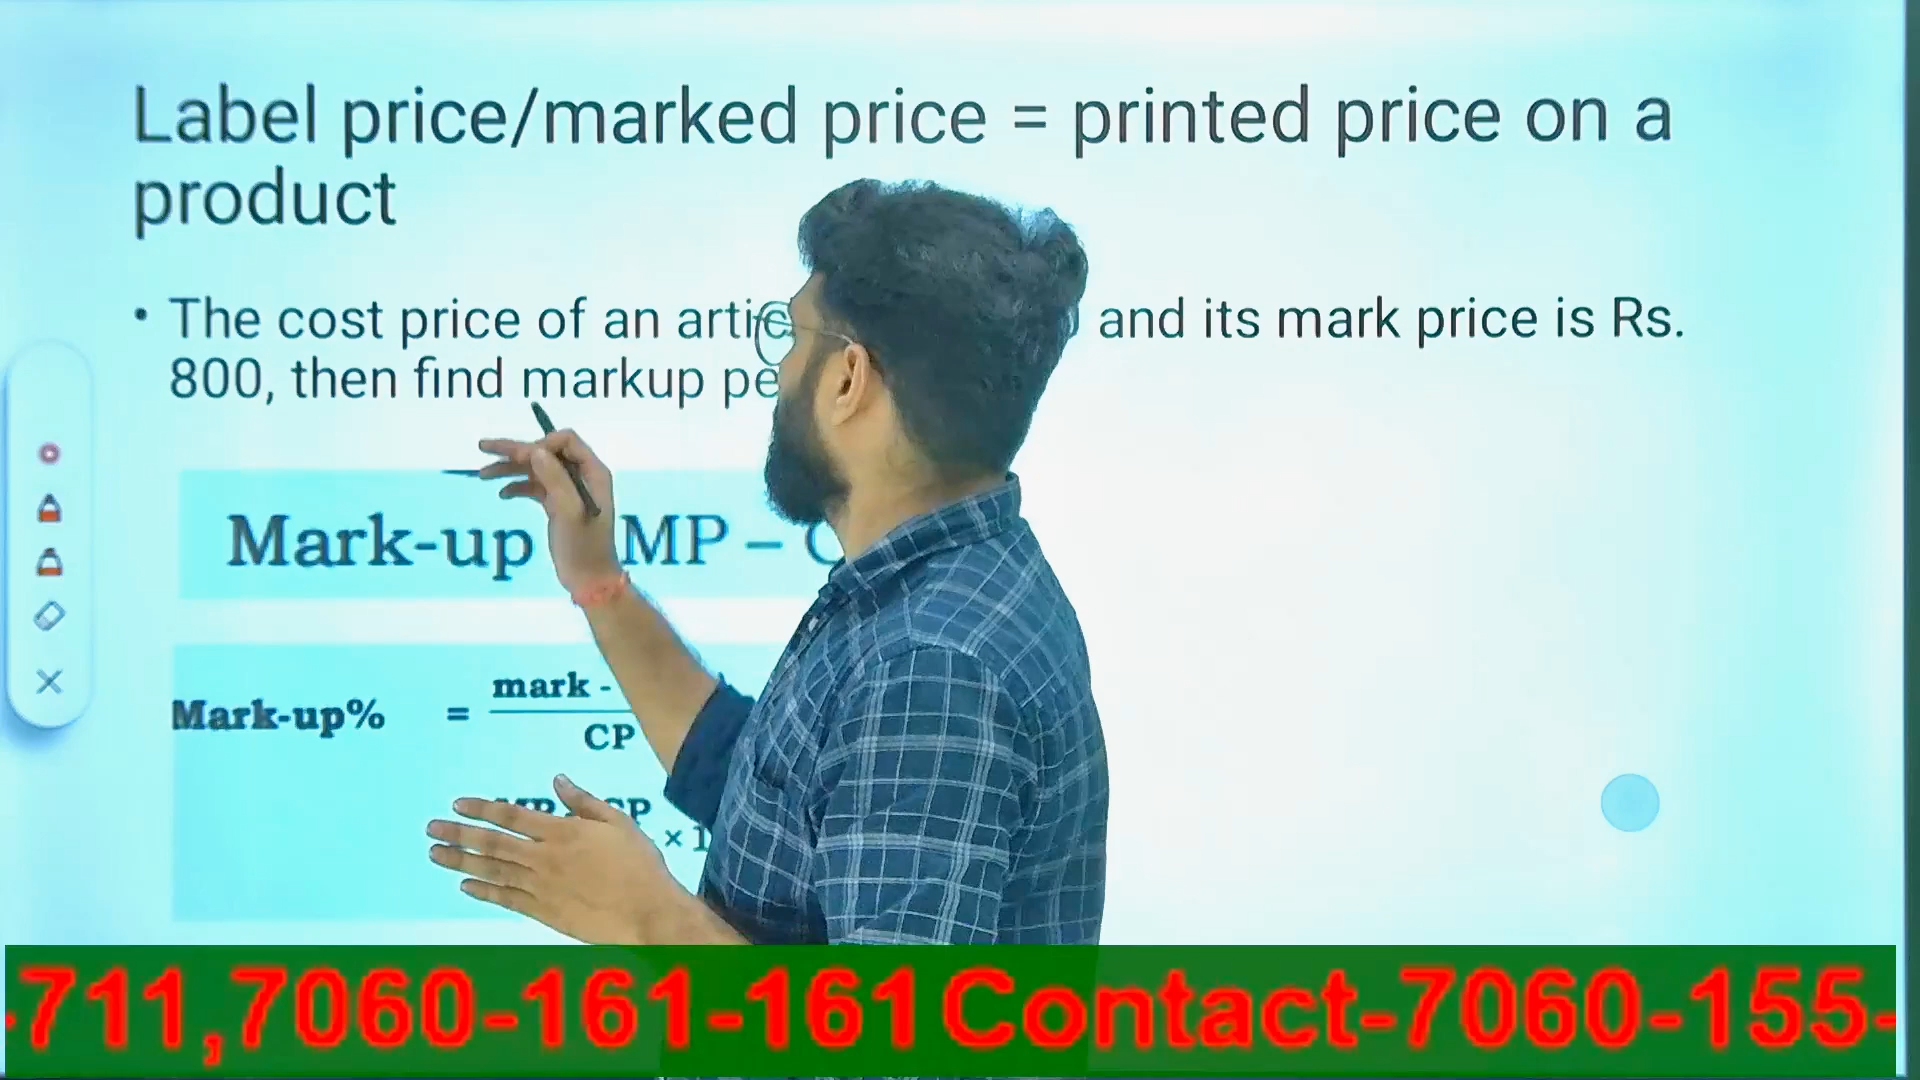 Label price/marked price = printed price on a
product
• The cost price of an and its mark price is Rs.
800, then find markup
Mark-up MP –
Mark-up% = mark -
CP
CP
×
711,7060-161-161 Contact-7060-155-